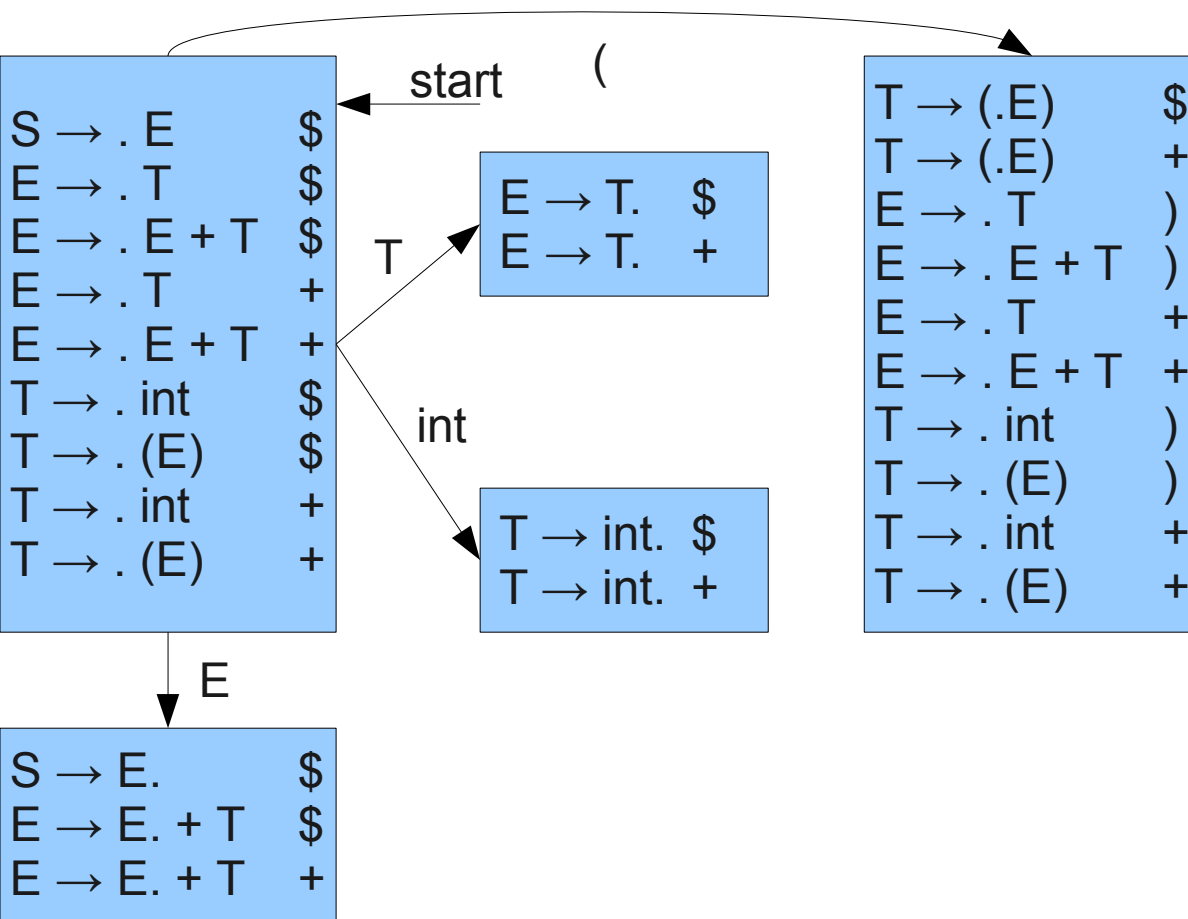 (
start
S → . E $
E → . T $
E → . E + T $
E → . T +
E → . E + T +
T → . int $
T → . (E) $
T → . int +
T → . (E) +
T
E → T. $
E → T. +
int
T → int. $
T → int. +
T → (.E) $
T → (.E) +
E → . T )
E → . E + T )
E → . T +
E → . E + T +
T → . int )
T → . (E) )
T → . int +
T → . (E) +
E
S → E. $
E → E. + T $
E → E. + T +